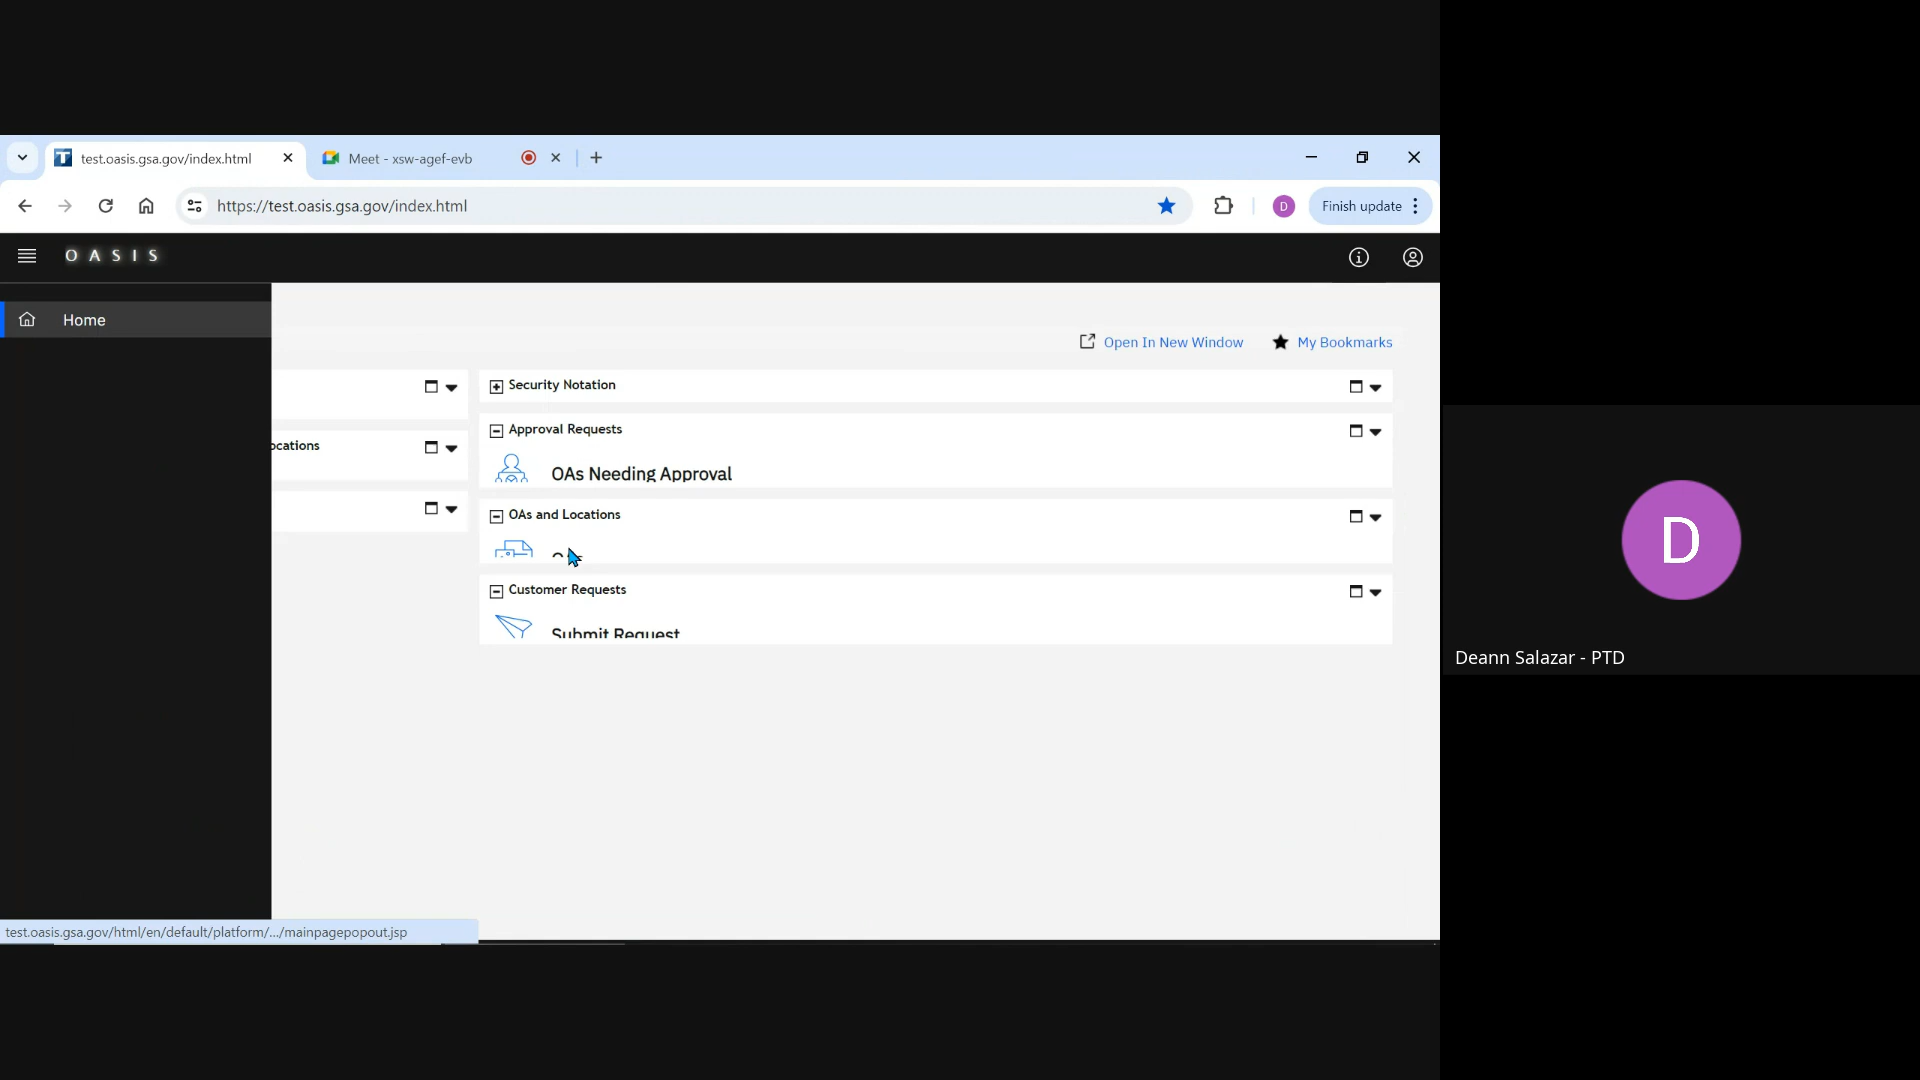 test.oasis.gsa.gov/index.html
Meet - xsw-agef-evb
https://test.oasis.gsa.gov/index.html
D
Finish update
O A S I S
Home
Open In New Window
My Bookmarks
Security Notation
Approval Requests
OAs Needing Approval
ocations
OAs and Locations
Customer Requests
Submit Request
D
Deann Salazar - PTD
test.oasis.gsa.gov/html/en/default/platform/.../mainpagepopout.jsp